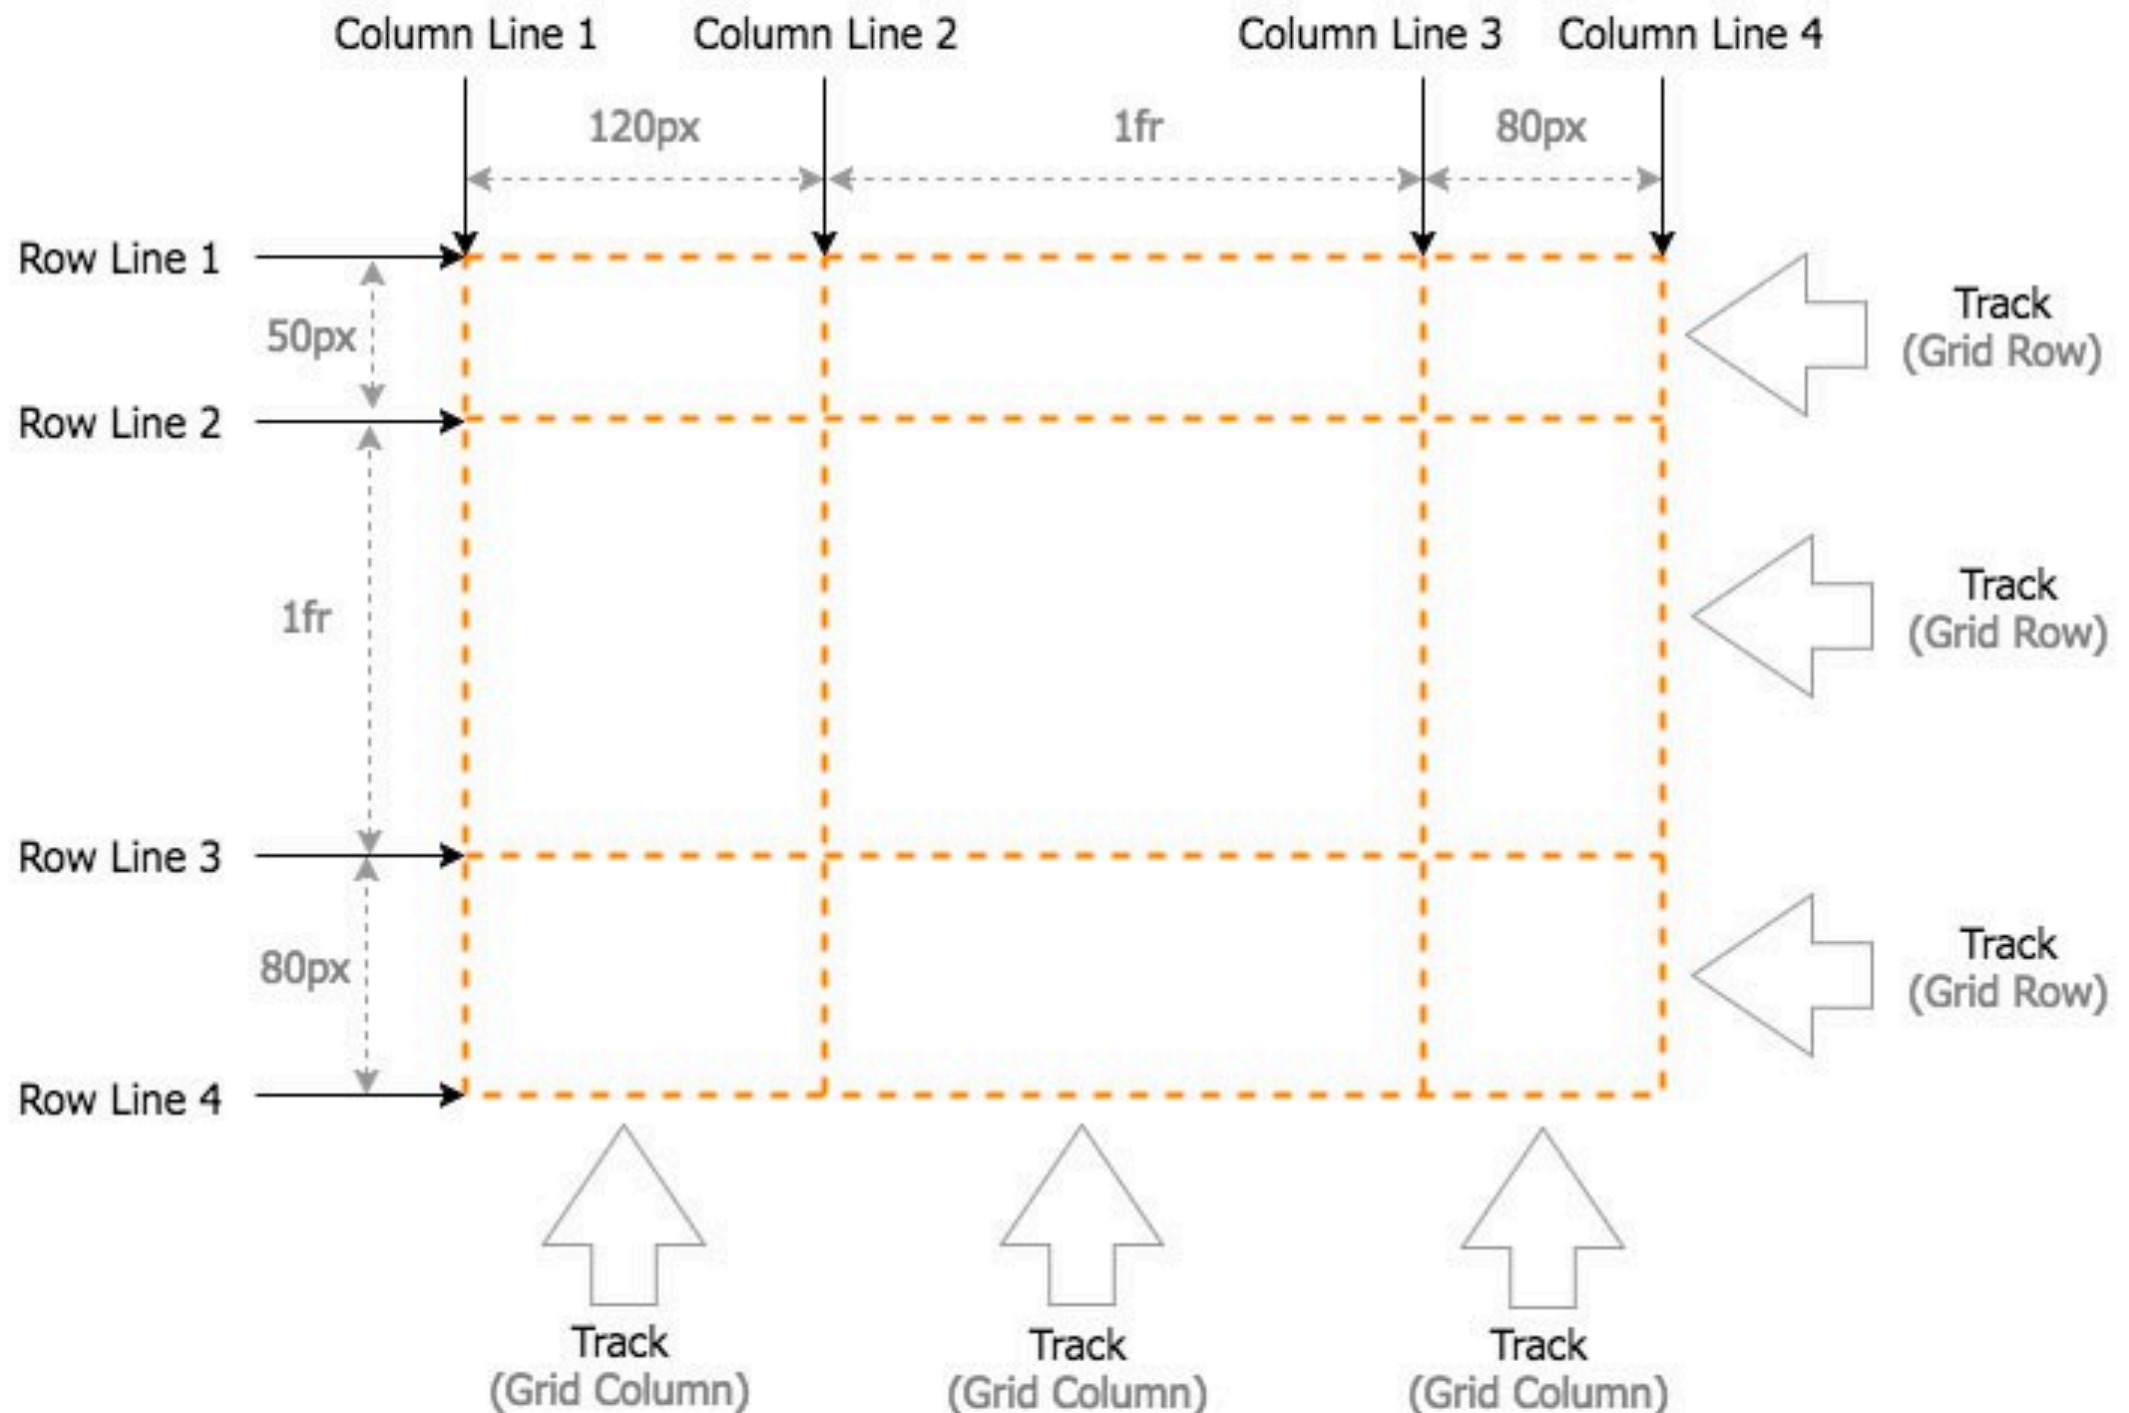 Column Line 1
Column Line 2
Column Line 3
Column Line 4
120px
1fr
80px
Row Line 1
50px
Row Line 2
1fr
Row Line 3
80px
Row Line 4
Track
(Grid Row)
Track
(Grid Row)
Track
(Grid Row)
Track
(Grid Column)
Track
(Grid Column)
Track
(Grid Column)